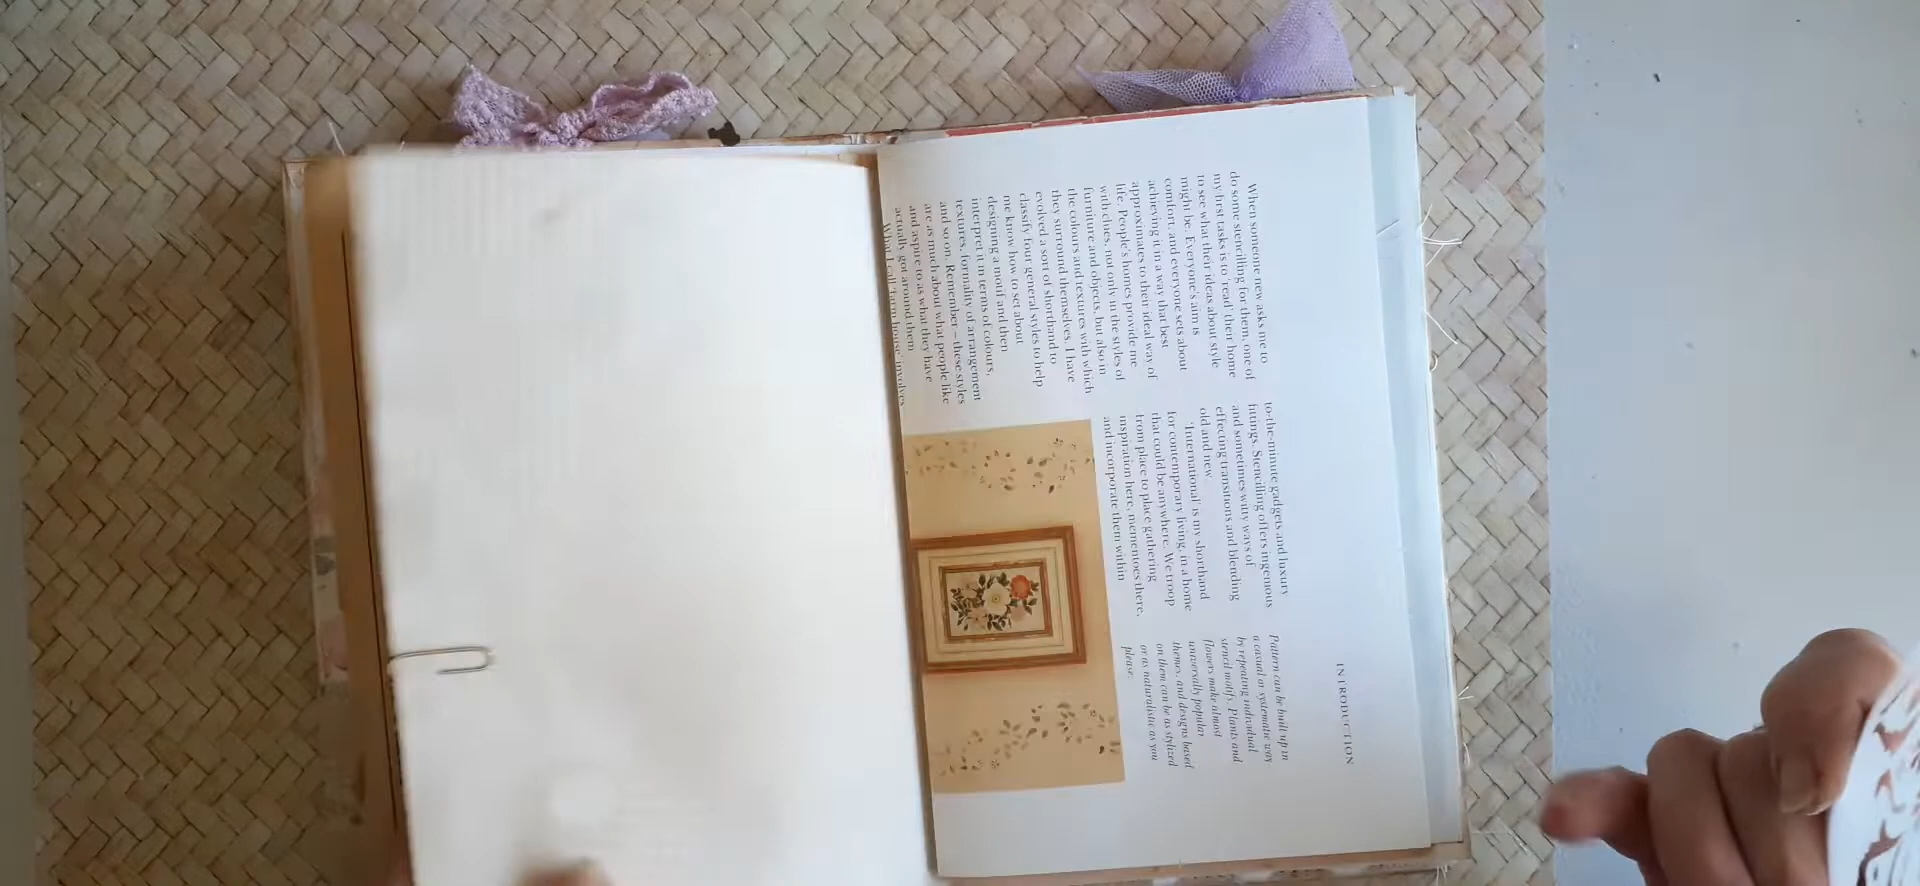 INTRODUCTION
When someone new asks me to
do some stencilling for them, one of
my first tasks is to 'read' their home
to see what their ideas about style
might be. Everyone's aim is
comfort, and everyone sets about
achieving it in a way that best
approximates to their ideal way of
life. People's homes provide me
with clues, not only in the styles of
furniture and objects, but also in
the colours and textures with which
they surround themselves. I have
evolved a sort of shorthand to
classify four general styles to help
me know how to set about
designing a motif and then
interpret it in terms of colours,
textures, formality of arrangement
and so on. Remember – these styles
are as much about what people like
and aspire to as what they have
actually got around them.
What I call 'farm house' involves
to-the-minute gadgets and luxury
fittings. Stencilling offers ingenious
and sometimes witty ways of
effecting transitions and blending
old and new.
'International' is my shorthand
for contemporary living, in a home
that could be anywhere. We troop
from place to place gathering
inspiration here, mementoes there,
and incorporate them within
Pattern can be built up in
a casual or systematic way
by repeating individual
stencil motifs. Plants and
flowers make almost
universally popular
themes, and designs based
on them can be as stylized
or as naturalistic as you
please.